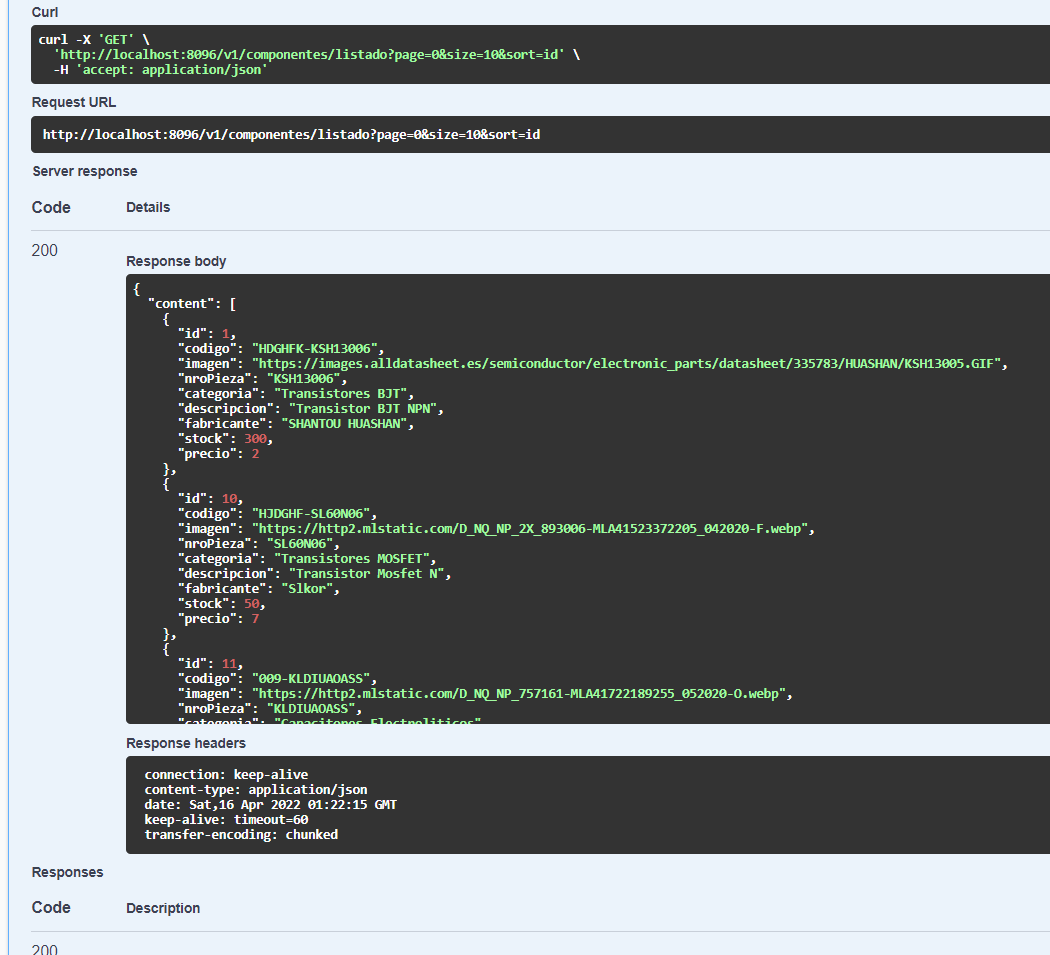 Curl
curl -X 'GET' \
  'http://localhost:8096/v1/componentes/listado?page=0&size=10&sort=id' \
  -H 'accept: application/json'
Request URL
http://localhost:8096/v1/componentes/listado?page=0&size=10&sort=id
Server response
Code Details
200
Response body
{
  "content": [
    {
      "id": 1,
      "codigo": "HDGHFK-KSH13006",
      "imagen": "https://images.alldatasheet.es/semiconductor/electronic_parts/datasheet/335783/HUASHAN/KSH13005.GIF",
      "nroPieza": "KSH13006",
      "categoria": "Transistores BJT",
      "descripcion": "Transistor BJT NPN",
      "fabricante": "SHANTOU HUASHAN",
      "stock": 300,
      "precio": 2
    },
    {
      "id": 10,
      "codigo": "HJDGHF-SL60N06",
      "imagen": "https://http2.mlstatic.com/D_NQ_NP_2X_893006-MLA41523372205_042020-F.webp",
      "nroPieza": "SL60N06",
      "categoria": "Transistores MOSFET",
      "descripcion": "Transistor Mosfet N",
      "fabricante": "Slkor",
      "stock": 50,
      "precio": 7
    },
    {
      "id": 11,
      "codigo": "009-KLDIUAOASS",
      "imagen": "https://http2.mlstatic.com/D_NQ_NP_757161-MLA41722189255_052020-O.webp",
      "nroPieza": "KLDIUAOASS",
      "categoria": "Capacitores Electroliticos"
Response headers
connection: keep-alive
content-type: application/json
date: Sat,16 Apr 2022 01:22:15 GMT
keep-alive: timeout=60
transfer-encoding: chunked
Responses
Code Description
200